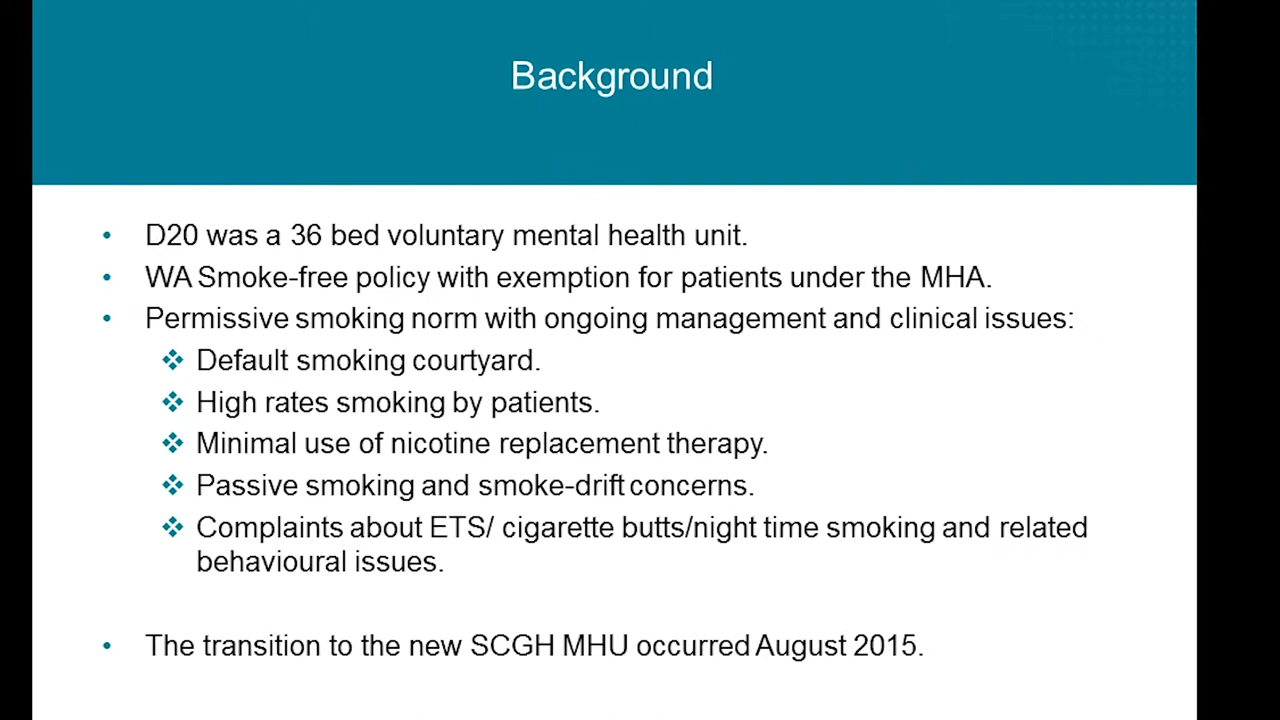 Background
• D20 was a 36 bed voluntary mental health unit.
• WA Smoke-free policy with exemption for patients under the MHA.
• Permissive smoking norm with ongoing management and clinical issues:
❖ Default smoking courtyard.
❖ High rates smoking by patients.
❖ Minimal use of nicotine replacement therapy.
❖ Passive smoking and smoke-drift concerns.
❖ Complaints about ETS/ cigarette butts/night time smoking and related
behavioural issues.
• The transition to the new SCGH MHU occurred August 2015.